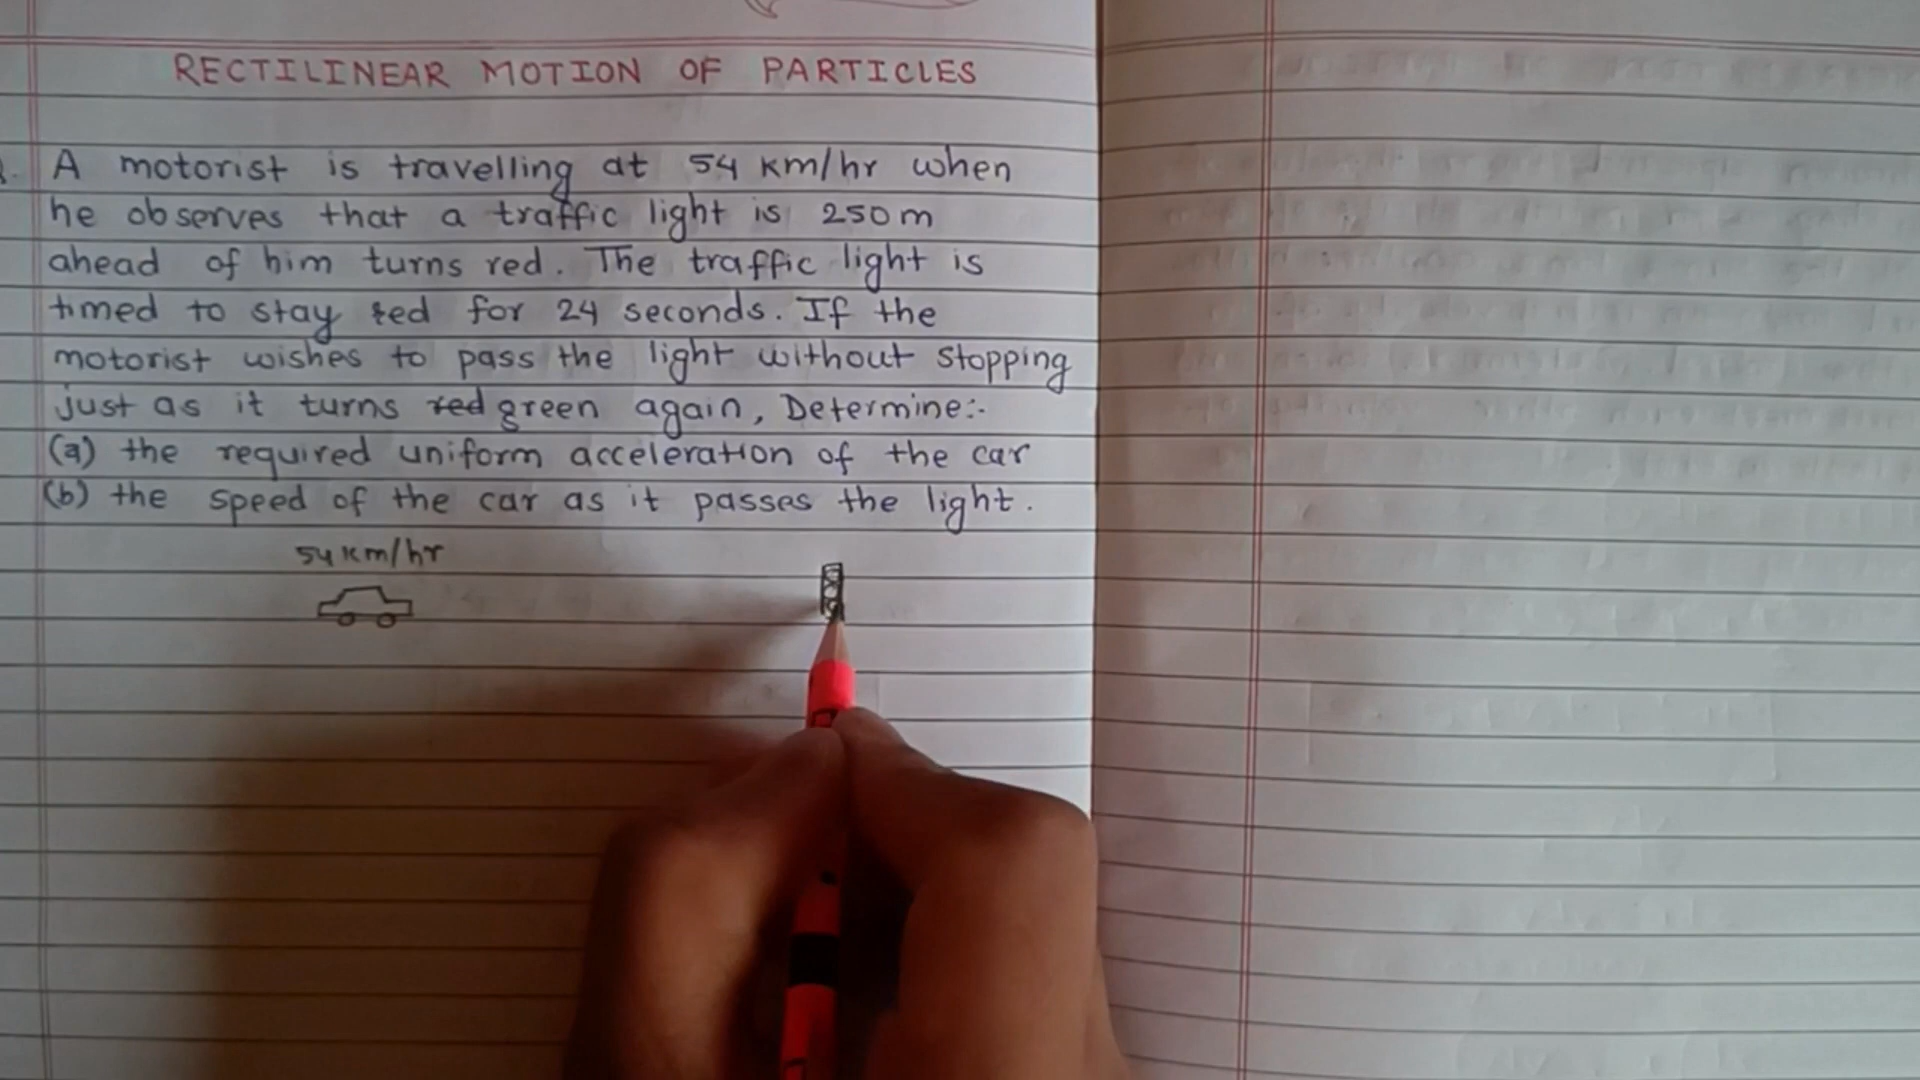 RECTILINEAR MOTION OF PARTICLES
A motorist is travelling at 54 km/hr when
he observes that a traffic light is 250m
ahead of him turns red. The traffic light is
timed to stay red for 24 seconds. If the
motorist wishes to pass the light without stopping
just as it turns red green again, Determine:-
(a) the required uniform acceleration of the car
(b) the speed of the car as it passes the light.
54 km/hr